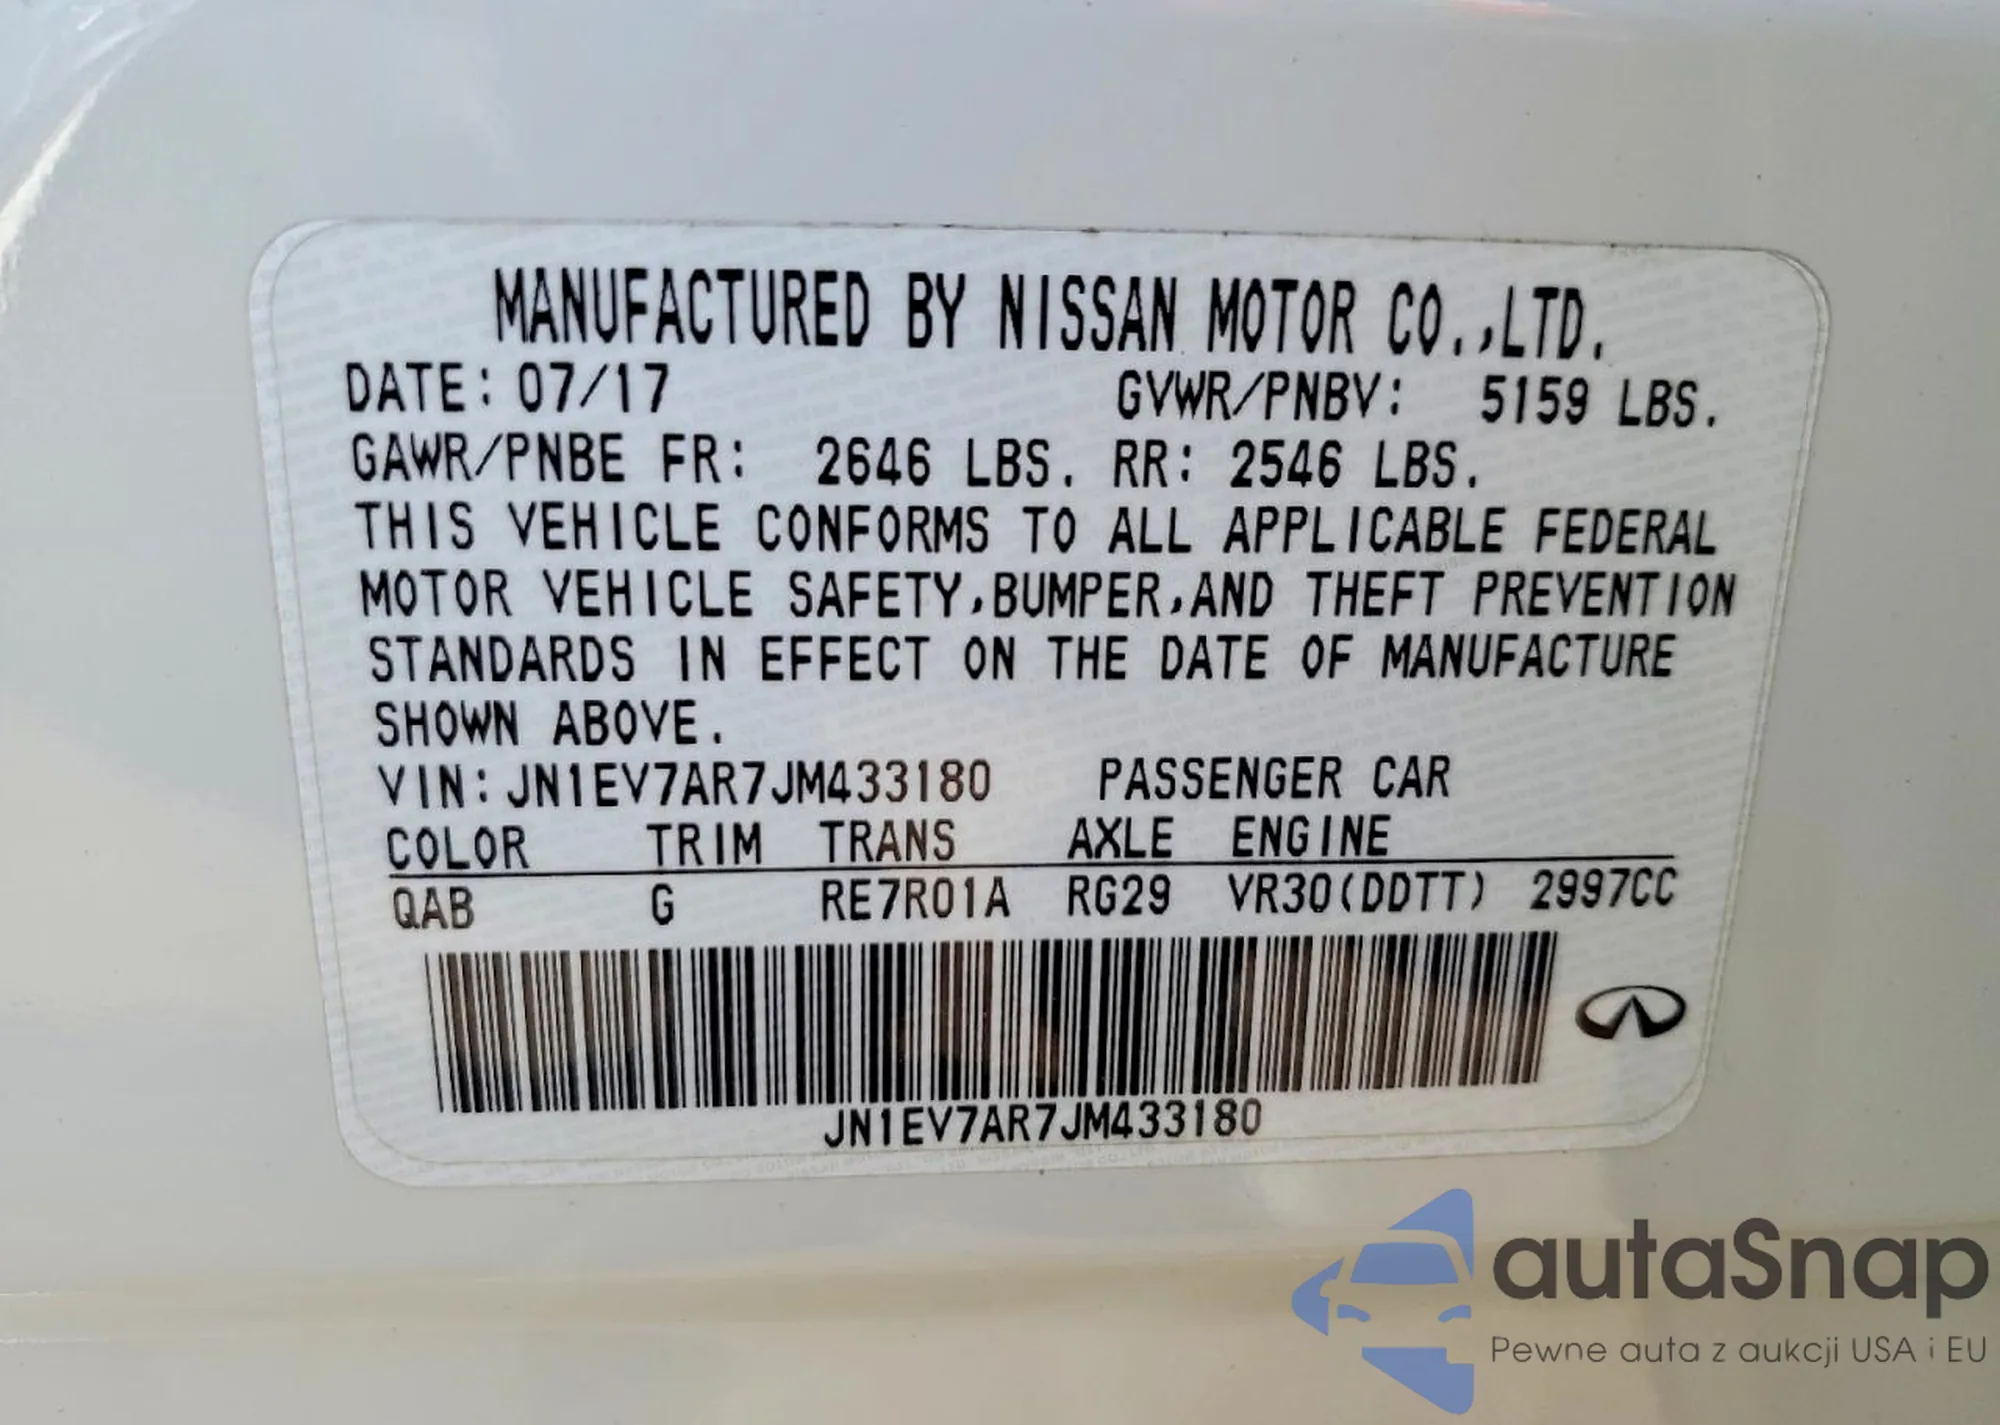 MANUFACTURED BY NISSAN MOTOR CO.,LTD.
DATE: 07/17 GVWR/PNBV: 5159 LBS.
GAWR/PNBE FR: 2646 LBS. RR: 2546 LBS.
THIS VEHICLE CONFORMS TO ALL APPLICABLE FEDERAL
MOTOR VEHICLE SAFETY,BUMPER,AND THEFT PREVENTION
STANDARDS IN EFFECT ON THE DATE OF MANUFACTURE
SHOWN ABOVE.
VIN: JN1EV7AR7JM433180 PASSENGER CAR
COLOR TRIM TRANS AXLE ENGINE
QAB G RE7R01A RG29 VR30(DDTT) 2997CC
JN1EV7AR7JM433180
autaSnap
Pewne auta z aukcji USA i EU